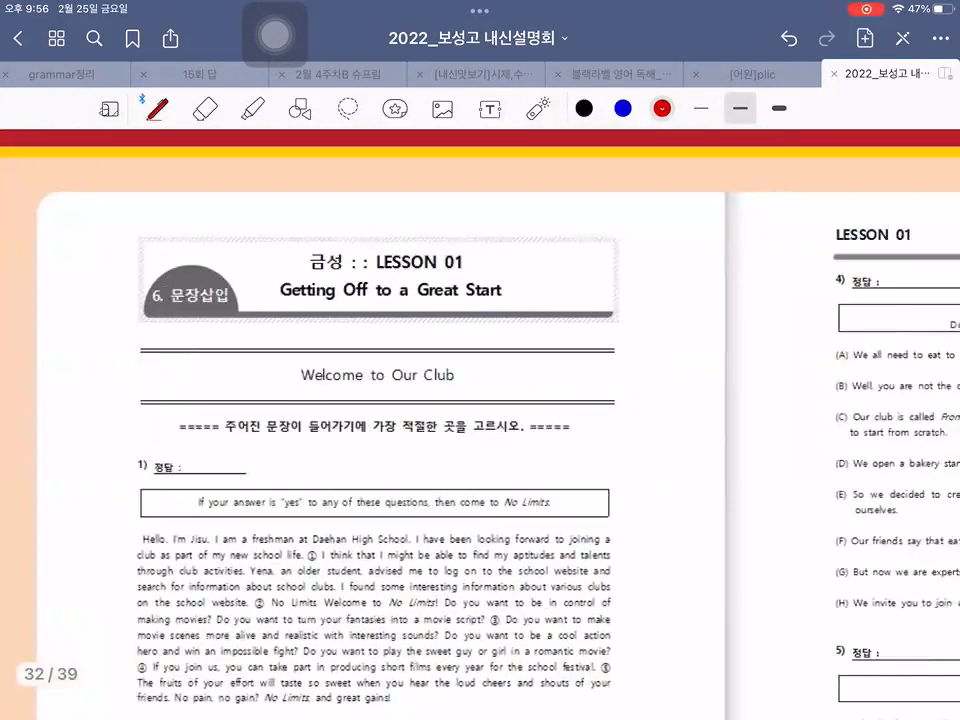 오후 9:56 2월 25일 금요일
47%
2022_보성고 내신설명회
grammar정리
15회 답
2월 4주차B 슈프림
[내신맛보기]시제,수…
블랙라벨 영어 독해_…
[어원]plic
2022_보성고 내…
금성 : : LESSON 01
6. 문장삽입
Getting Off to a Great Start
Welcome to Our Club
===== 주어진 문장이 들어가기에 가장 적절한 곳을 고르시오. =====
1) 정답 :
If your answer is "yes" to any of these questions, then come to No Limits.
Hello. I'm Jisu. I am a freshman at Daehan High School. I have been looking forward to joining a
club as part of my new school life. ① I think that I might be able to find my aptitudes and talents
through club activities. Yena, an older student, advised me to log on to the school website and
search for information about school clubs. I found some interesting information about various clubs
on the school website. ② No Limits Welcome to No Limits! Do you want to be in control of
making movies? Do you want to turn your fantasies into a movie script? ③ Do you want to make
movie scenes more alive and realistic with interesting sounds? Do you want to be a cool action
hero and win an impossible fight? Do you want to play the sweet guy or girl in a romantic movie?
④ If you join us, you can take part in producing short films every year for the school festival. ⑤
The fruits of your effort will taste so sweet when you hear the loud cheers and shouts of your
friends. No pain, no gain? No Limits, and great gains!
32 / 39
LESSON 01
4) 정답 :
Do
(A) We all need to eat to
(B) Well, you are not the
(C) Our club is called From
to start from scratch.
(D) We open a bakery stan
(E) So we decided to cre
ourselves.
(F) Our friends say that ea
(G) But now we are expert
(H) We invite you to join
5) 정답 :